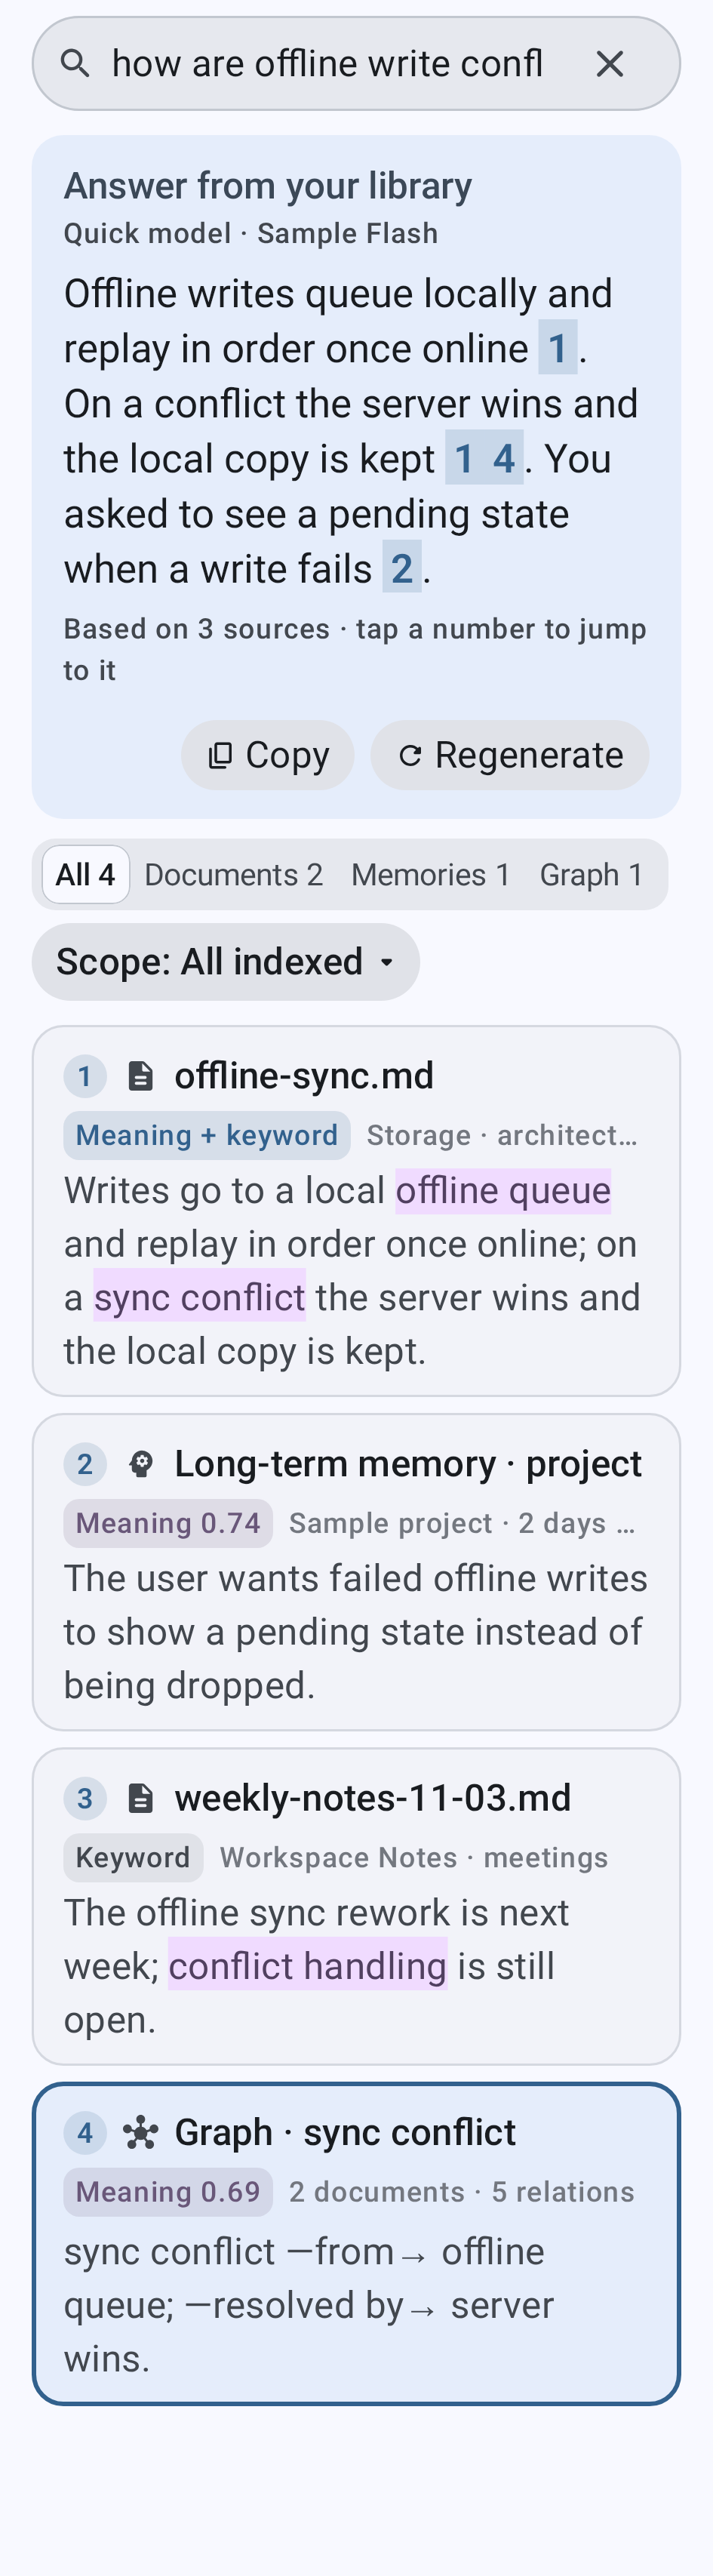 how are offline write confl
Answer from your library
Quick model · Sample Flash
Offline writes queue locally and
replay in order once online 1.
On a conflict the server wins and
the local copy is kept 1 4. You
asked to see a pending state
when a write fails 2.
Based on 3 sources · tap a number to jump
to it
Copy Regenerate
All 4 Documents 2 Memories 1 Graph 1
Scope: All indexed
1 offline-sync.md
Meaning + keyword Storage · architect…
Writes go to a local offline queue
and replay in order once online; on
a sync conflict the server wins and
the local copy is kept.
2 Long-term memory · project
Meaning 0.74 Sample project · 2 days …
The user wants failed offline writes
to show a pending state instead of
being dropped.
3 weekly-notes-11-03.md
Keyword Workspace Notes · meetings
The offline sync rework is next
week; conflict handling is still
open.
4 Graph · sync conflict
Meaning 0.69 2 documents · 5 relations
sync conflict —from→ offline
queue; —resolved by→ server
wins.